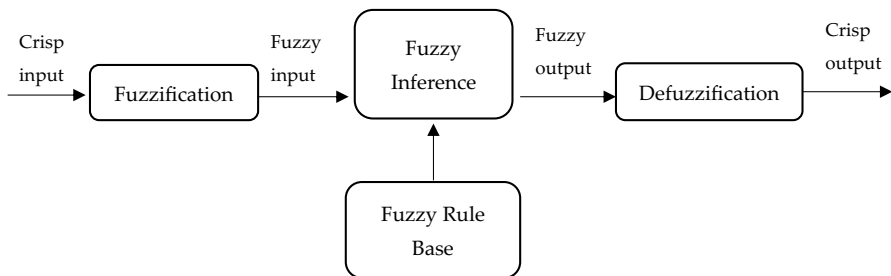 Crisp
input
Fuzzification
Fuzzy
input
Fuzzy
Inference
Fuzzy
output
Defuzzification
Crisp
output
Fuzzy Rule
Base